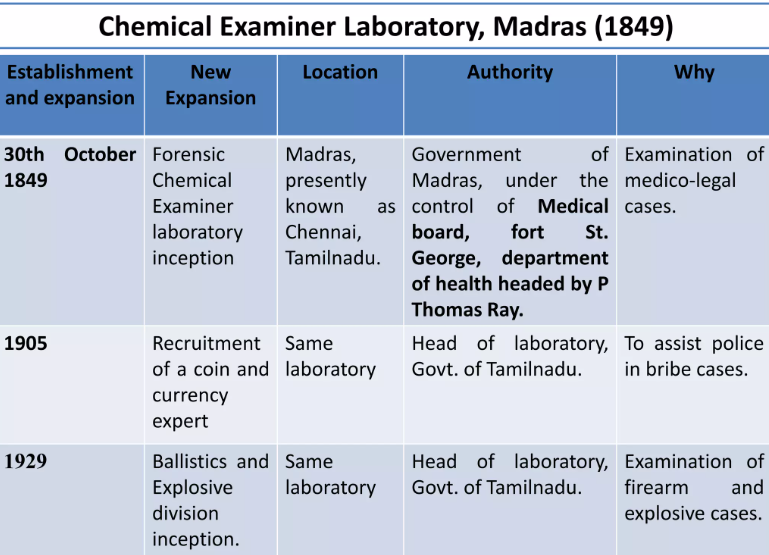 Chemical Examiner Laboratory, Madras (1849)
Establishment
and expansion
New
Expansion
Location
Authority
Why
30th October
1849
Forensic
Chemical
Examiner
laboratory
inception
Madras,
presently
known as
Chennai,
Tamilnadu.
Government of
Madras, under the
control of Medical
board, fort St.
George, department
of health headed by P
Thomas Ray.
Examination of
medico-legal
cases.
1905
Recruitment
of a coin and
currency
expert
Same
laboratory
Head of laboratory,
Govt. of Tamilnadu.
To assist police
in bribe cases.
1929
Ballistics and
Explosive
division
inception.
Same
laboratory
Head of laboratory,
Govt. of Tamilnadu.
Examination of
firearm and
explosive cases.